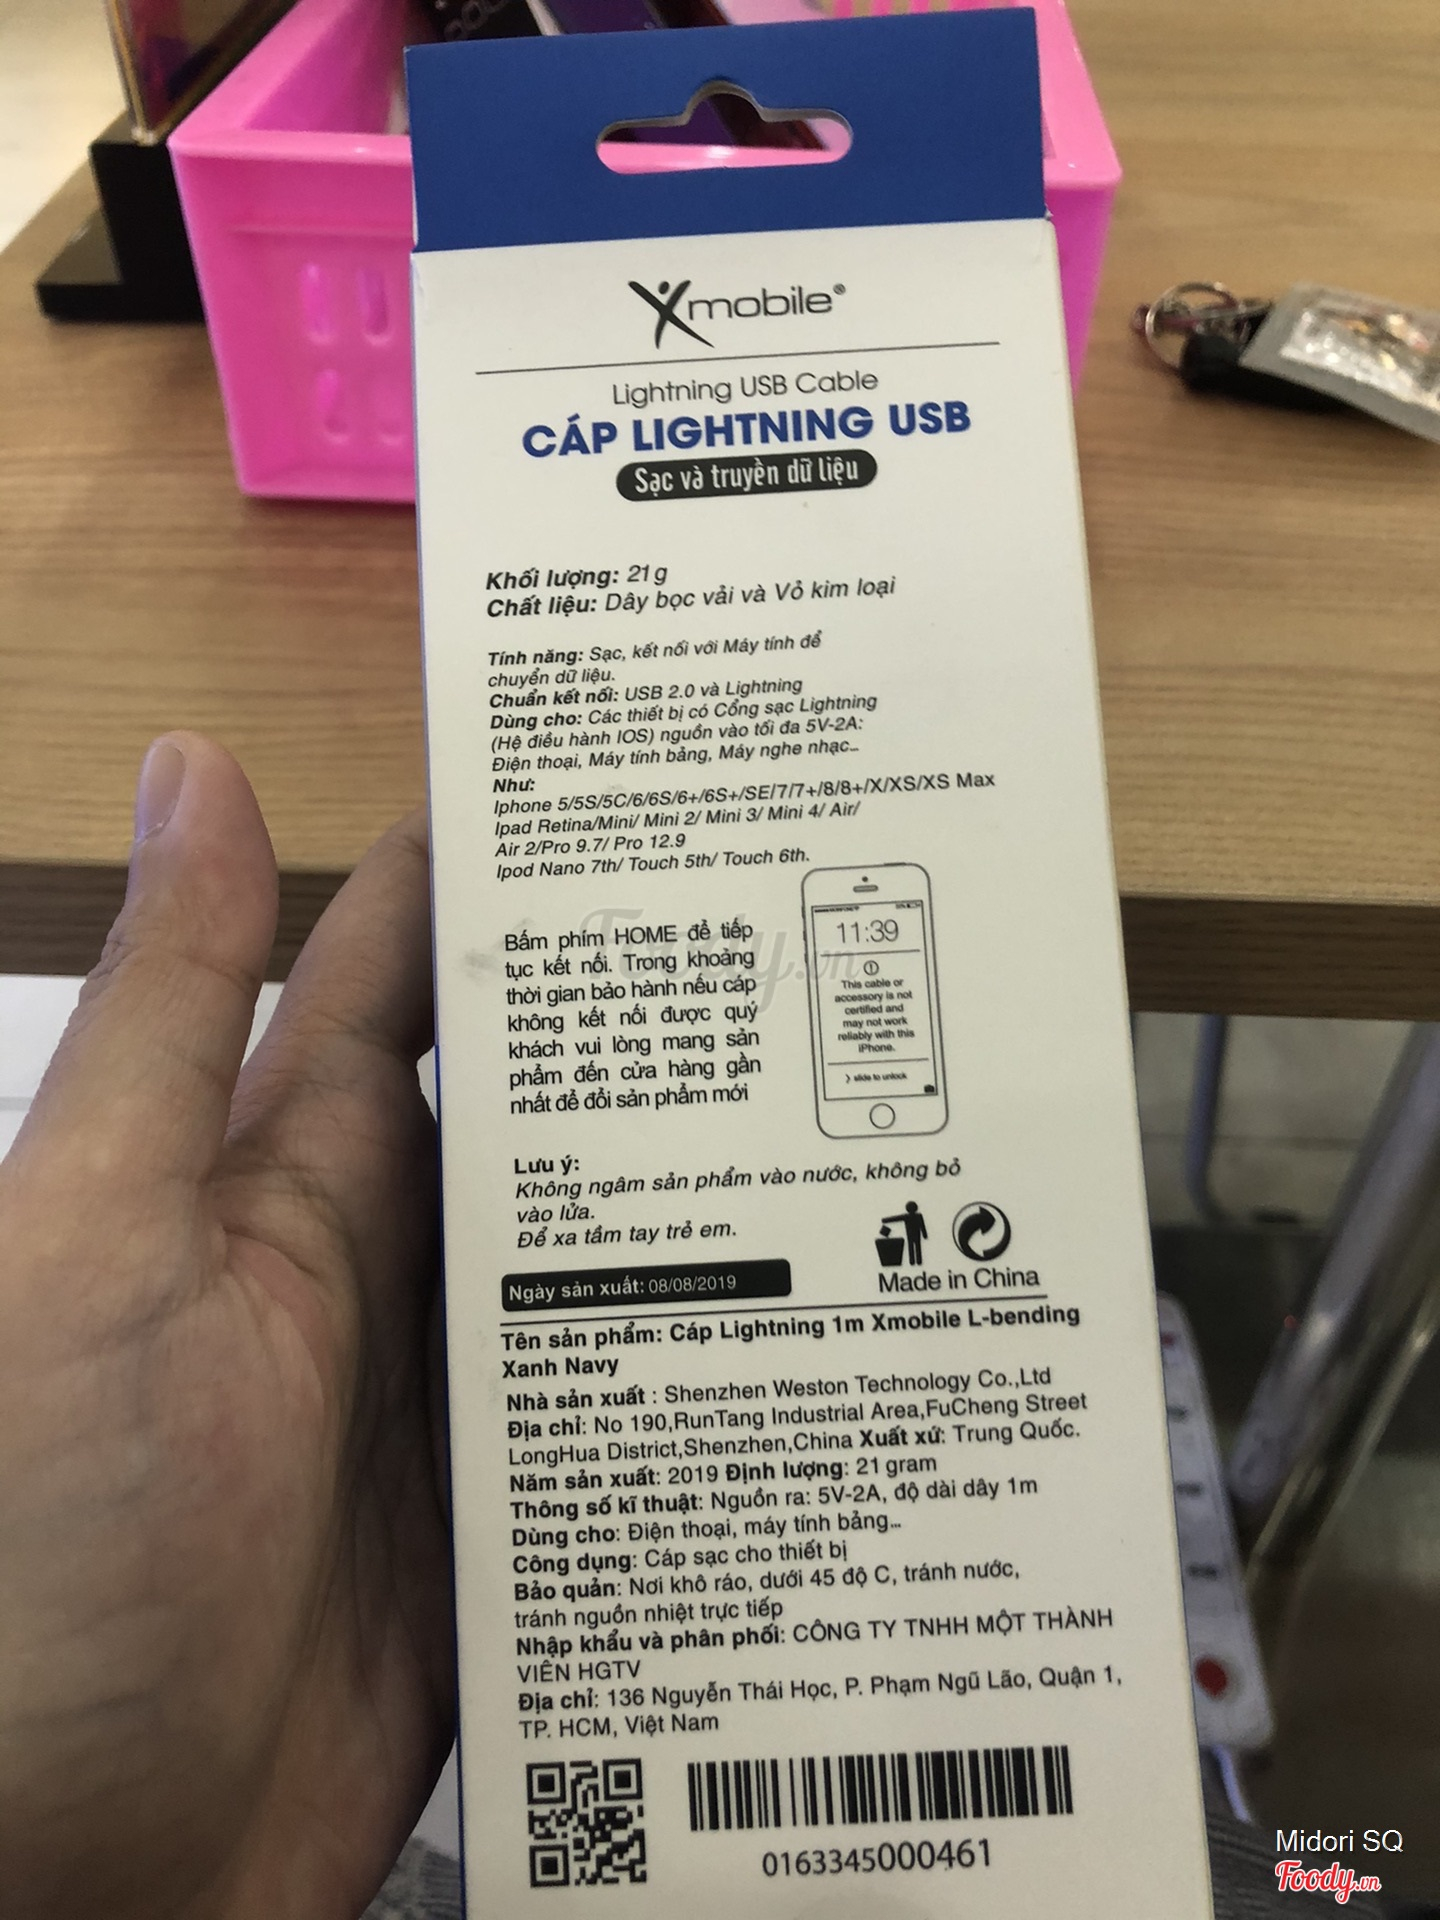 Xmobile®
Lightning USB Cable
CÁP LIGHTNING USB
Sạc và truyền dữ liệu
Khối lượng: 21 g
Chất liệu: Dây bọc vải và Vỏ kim loại
Tính năng: Sạc, kết nối với Máy tính để
chuyển dữ liệu.
Chuẩn kết nối: USB 2.0 và Lightning
Dùng cho: Các thiết bị có Cổng sạc Lightning
(Hệ điều hành IOS) nguồn vào tối đa 5V-2A:
Điện thoại, Máy tính bảng, Máy nghe nhạc...
Như:
Iphone 5/5S/5C/6/6S/6+/6S+/SE/7/7+/8/8+/X/XS/XS Max
Ipad Retina/Mini/ Mini 2/ Mini 3/ Mini 4/ Air/
Air 2/Pro 9.7/ Pro 12.9
Ipod Nano 7th/ Touch 5th/ Touch 6th.
Bấm phím HOME để tiếp
tục kết nối. Trong khoảng
thời gian bảo hành nếu cáp
không kết nối được quý
khách vui lòng mang sản
phẩm đến cửa hàng gần
nhất để đổi sản phẩm mới
11:39
This cable or
accessory is not
certified and
may not work
reliably with this
iPhone.
slide to unlock
Foody.vn
Lưu ý:
Không ngâm sản phẩm vào nước, không bỏ
vào lửa.
Để xa tầm tay trẻ em.
Ngày sản xuất: 08/08/2019
Made in China
Tên sản phẩm: Cáp Lightning 1m Xmobile L-bending
Xanh Navy
Nhà sản xuất : Shenzhen Weston Technology Co.,Ltd
Địa chỉ: No 190,RunTang Industrial Area,FuCheng Street
LongHua District,Shenzhen,China Xuất xứ: Trung Quốc.
Năm sản xuất: 2019 Định lượng: 21 gram
Thông số kĩ thuật: Nguồn ra: 5V-2A, độ dài dây 1m
Dùng cho: Điện thoại, máy tính bảng...
Công dụng: Cáp sạc cho thiết bị
Bảo quản: Nơi khô ráo, dưới 45 độ C, tránh nước,
tránh nguồn nhiệt trực tiếp
Nhập khẩu và phân phối: CÔNG TY TNHH MỘT THÀNH
VIÊN HGTV
Địa chỉ: 136 Nguyễn Thái Học, P. Phạm Ngũ Lão, Quận 1,
TP. HCM, Việt Nam
0163345000461
Midori SQ
Foody.vn